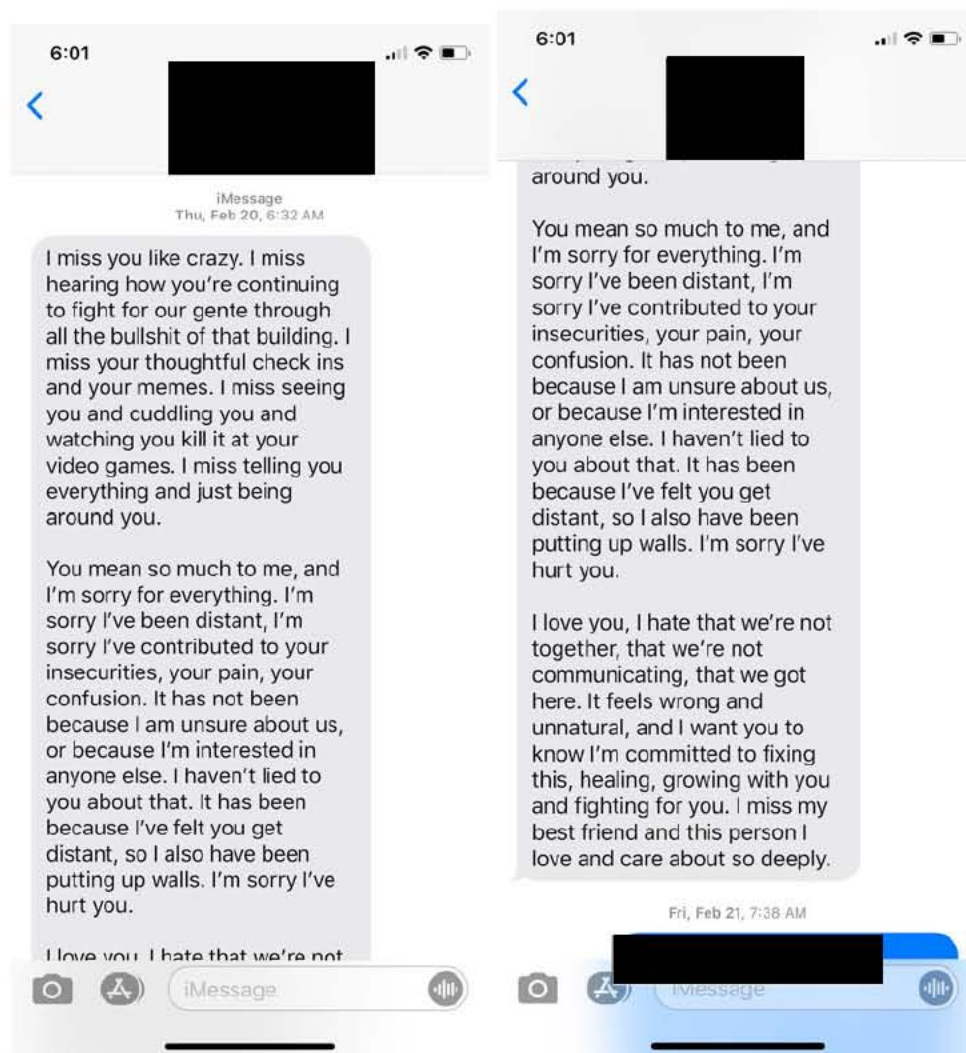 6:01
iMessage
Thu, Feb 20, 6:32 AM
I miss you like crazy. I miss
hearing how you're continuing
to fight for our gente through
all the bullshit of that building. I
miss your thoughtful check ins
and your memes. I miss seeing
you and cuddling you and
watching you kill it at your
video games. I miss telling you
everything and just being
around you.
You mean so much to me, and
I'm sorry for everything. I'm
sorry I've been distant, I'm
sorry I've contributed to your
insecurities, your pain, your
confusion. It has not been
because I am unsure about us,
or because I'm interested in
anyone else. I haven't lied to
you about that. It has been
because I've felt you get
distant, so I also have been
putting up walls. I'm sorry I've
hurt you.
I love you, I hate that we're not
iMessage
6:01
around you.
You mean so much to me, and
I'm sorry for everything. I'm
sorry I've been distant, I'm
sorry I've contributed to your
insecurities, your pain, your
confusion. It has not been
because I am unsure about us,
or because I'm interested in
anyone else. I haven't lied to
you about that. It has been
because I've felt you get
distant, so I also have been
putting up walls. I'm sorry I've
hurt you.
I love you, I hate that we're not
together, that we're not
communicating, that we got
here. It feels wrong and
unnatural, and I want you to
know I'm committed to fixing
this, healing, growing with you
and fighting for you. I miss my
best friend and this person I
love and care about so deeply.
Fri, Feb 21, 7:38 AM
iMessage